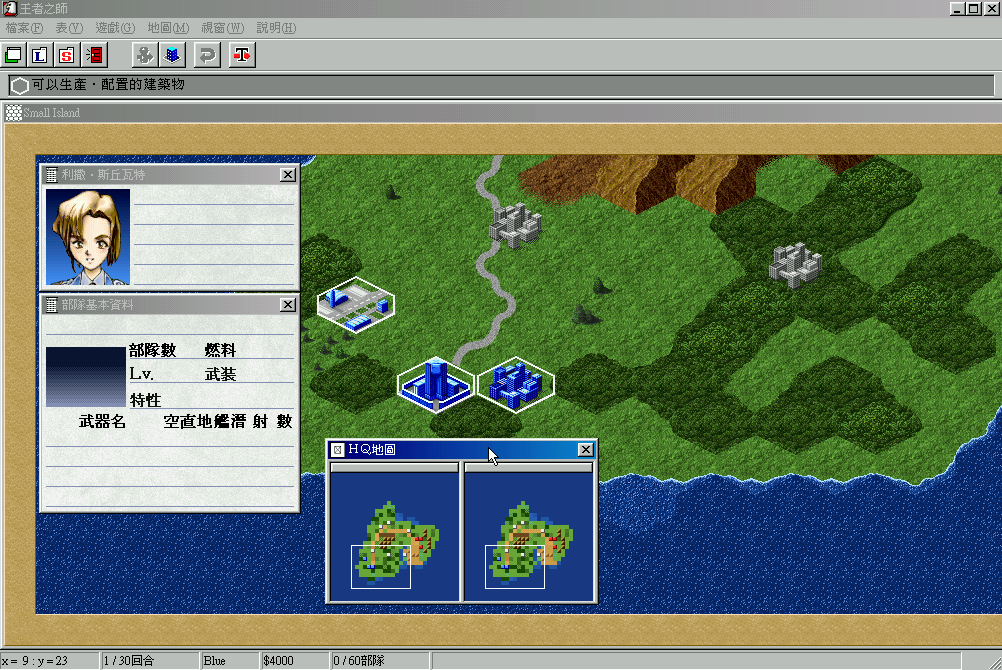 王者之師
檔案(F) 表(V) 遊戲(G) 地圖(M) 視窗(W) 說明(H)
L S T
可以生產・配置的建築物
Small Island
利撒・斯丘瓦特
部隊基本資料
部隊數 燃料
Lv. 武装
特性
武器名 空直地艦潛 射 數
HQ地圖
x= 9 : y=23 1 / 30回合 Blue $4000 0 / 60部隊